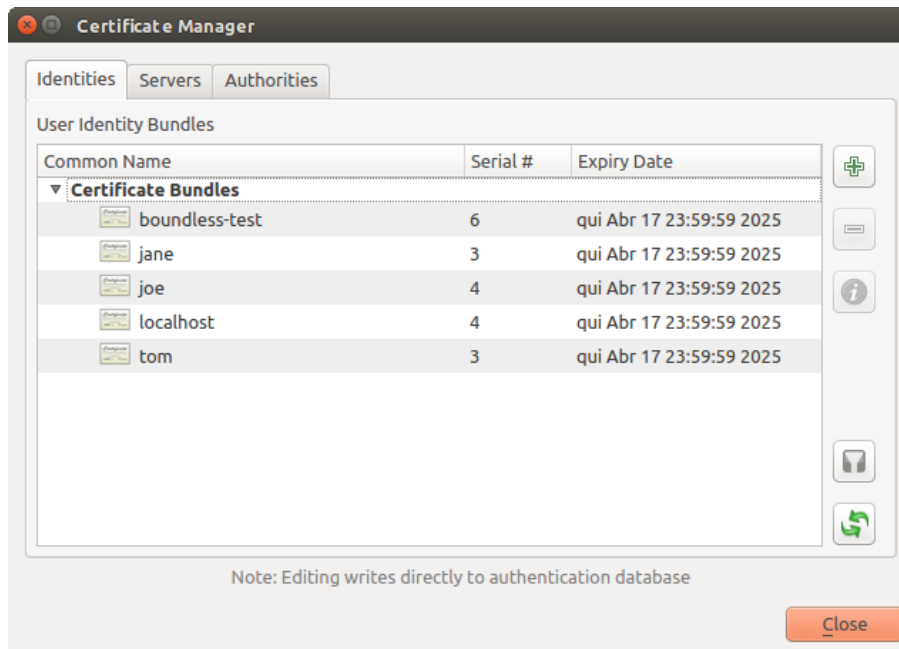 Certificate Manager
Identities Servers Authorities
User Identity Bundles
Common Name Serial # Expiry Date
Certificate Bundles
boundless-test 6 qui Abr 17 23:59:59 2025
jane 3 qui Abr 17 23:59:59 2025
joe 4 qui Abr 17 23:59:59 2025
localhost 4 qui Abr 17 23:59:59 2025
tom 3 qui Abr 17 23:59:59 2025
Note: Editing writes directly to authentication database
Close